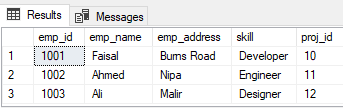 Results Messages
emp_id emp_name emp_address skill proj_id
1 1001 Faisal Burns Road Developer 10
2 1002 Ahmed Nipa Engineer 11
3 1003 Ali Malir Designer 12